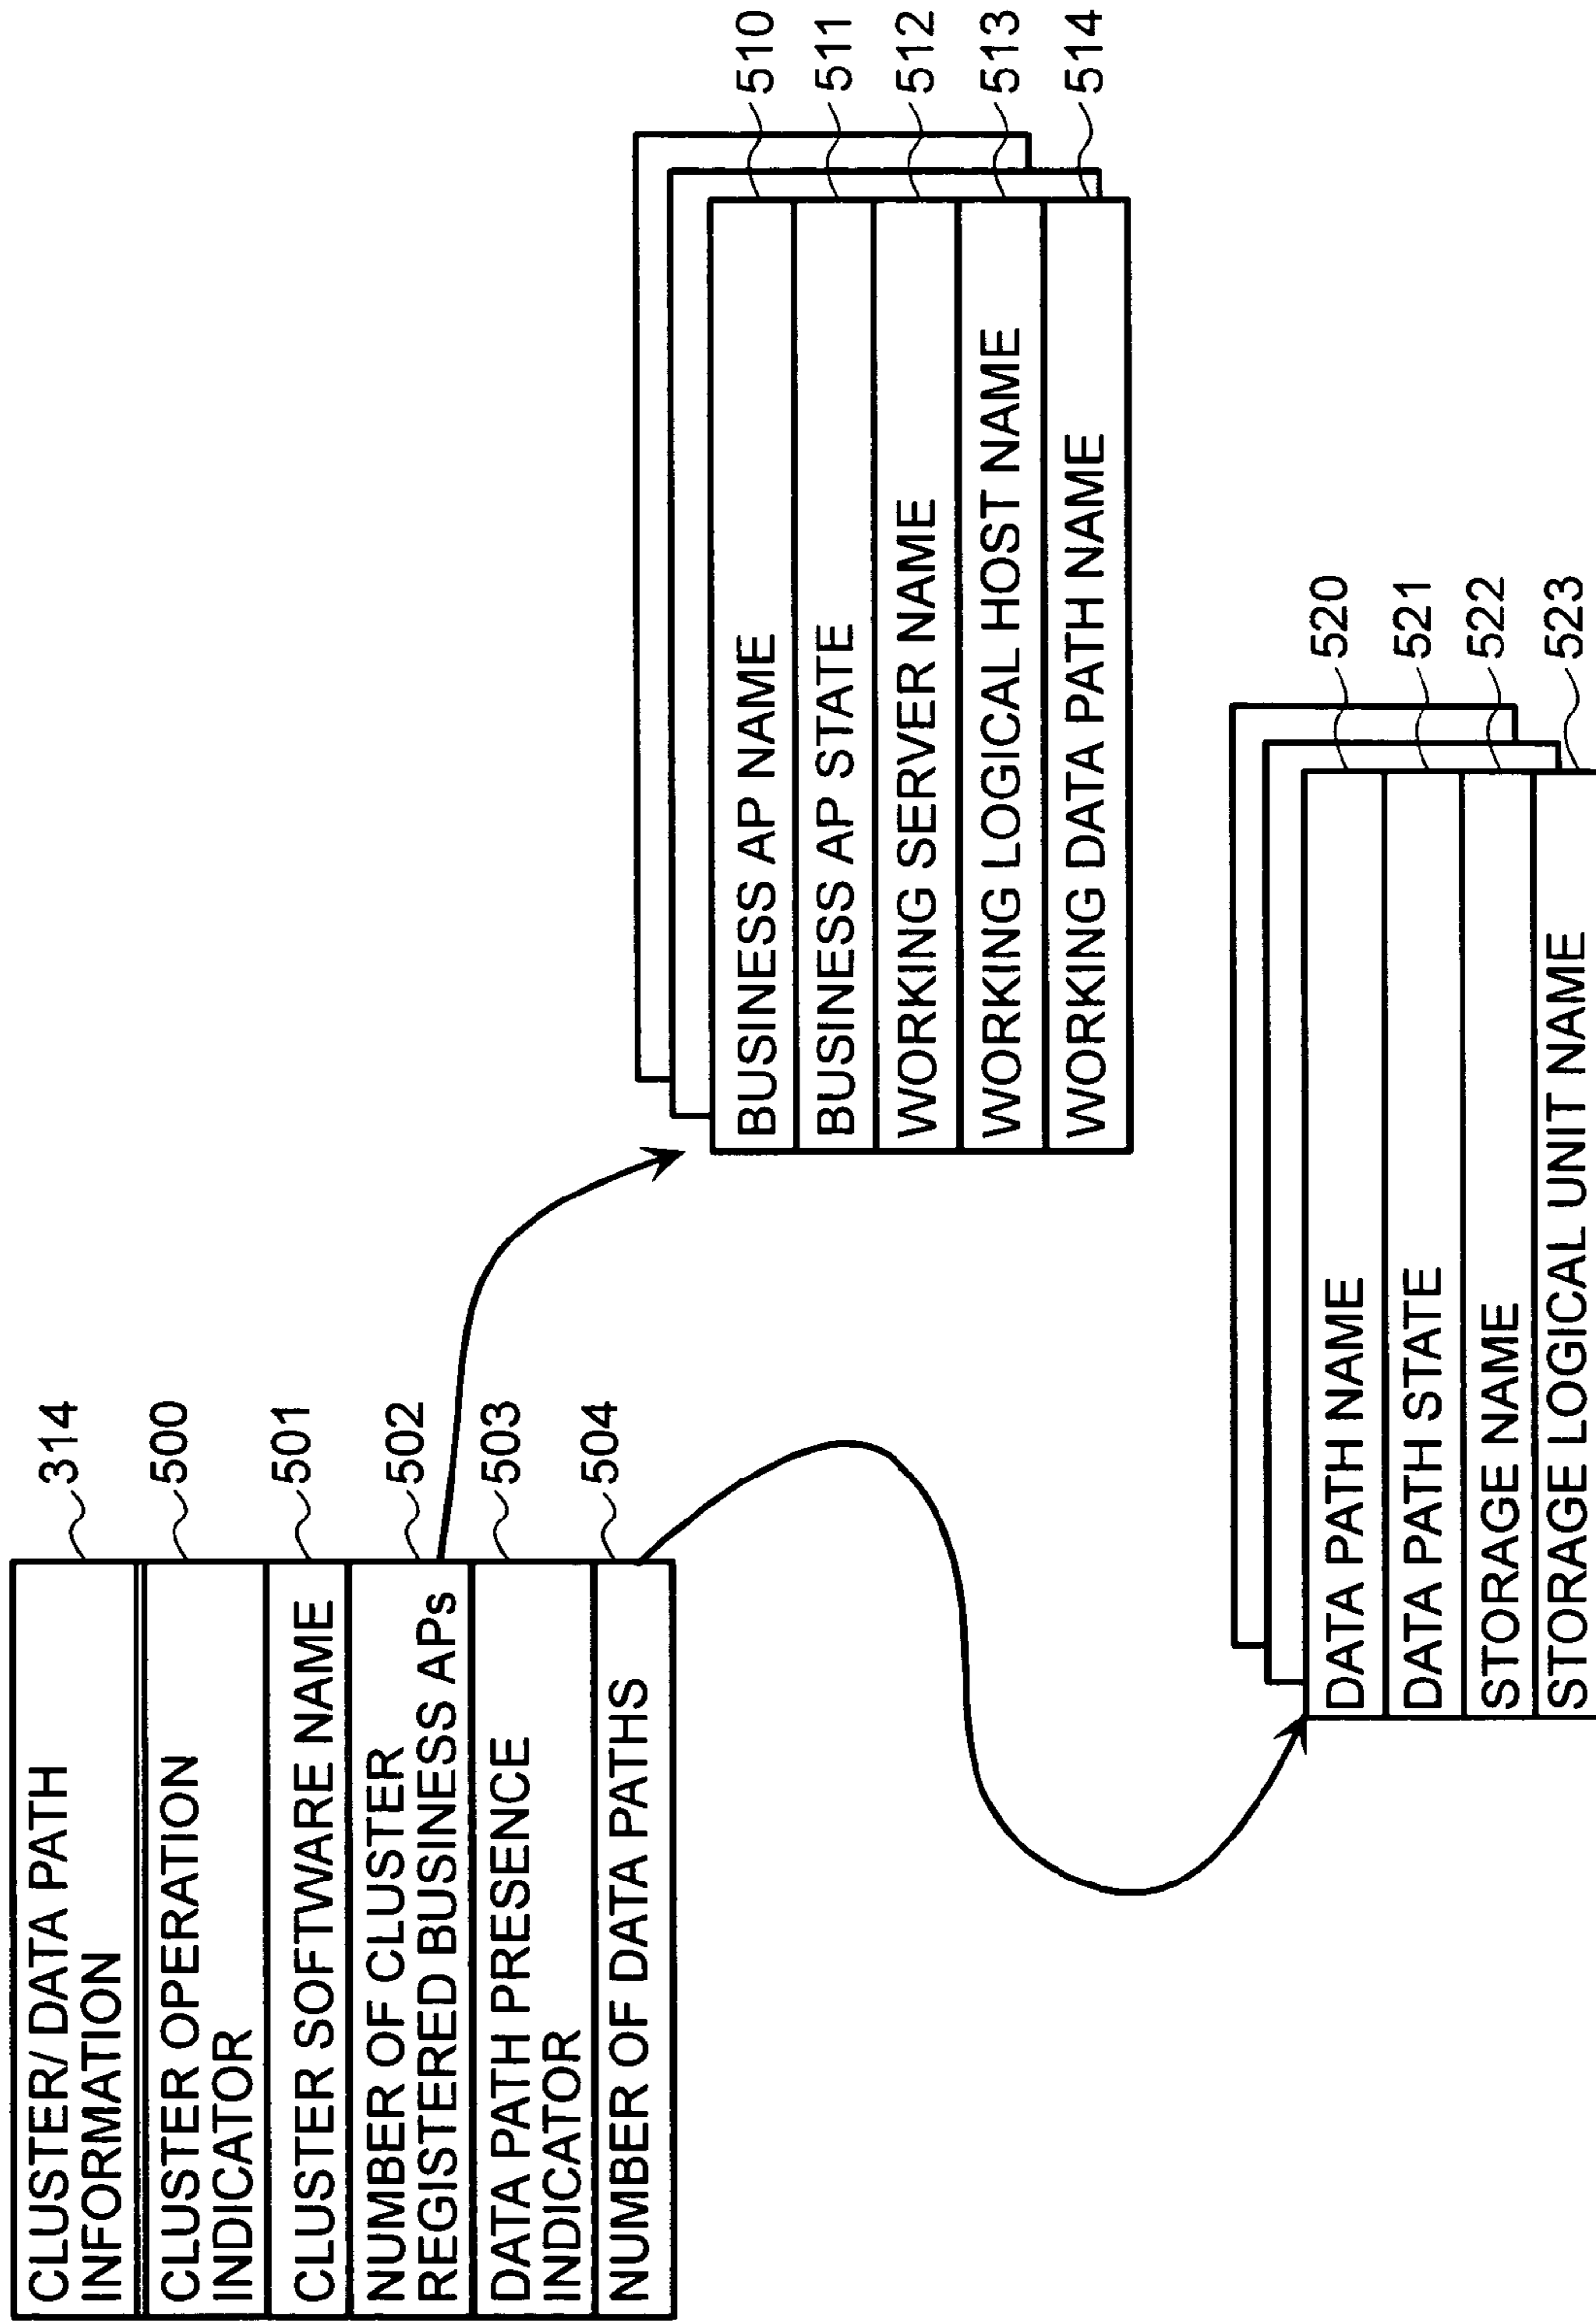 CLUSTER/ DATA PATH
INFORMATION
314
CLUSTER OPERATION
INDICATOR
500
CLUSTER SOFTWARE NAME
501
NUMBER OF CLUSTER
REGISTERED BUSINESS APs
502
DATA PATH PRESENCE
INDICATOR
503
NUMBER OF DATA PATHS
504
BUSINESS AP NAME
510
BUSINESS AP STATE
511
WORKING SERVER NAME
512
WORKING LOGICAL HOST NAME
513
WORKING DATA PATH NAME
514
DATA PATH NAME
520
DATA PATH STATE
521
STORAGE NAME
522
STORAGE LOGICAL UNIT NAME
523